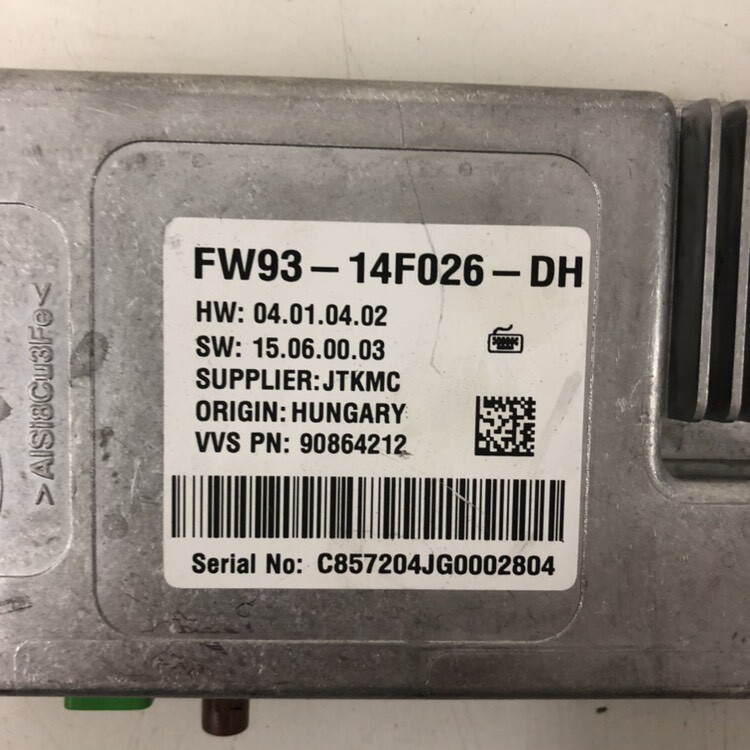 FW93-14F026-DH
HW: 04.01.04.02
SW: 15.06.00.03
SUPPLIER:JTKMC
ORIGIN:HUNGARY
VVS PN: 90864212
Serial No: C857204JG0002804
>AlSi8Cu3Fe<